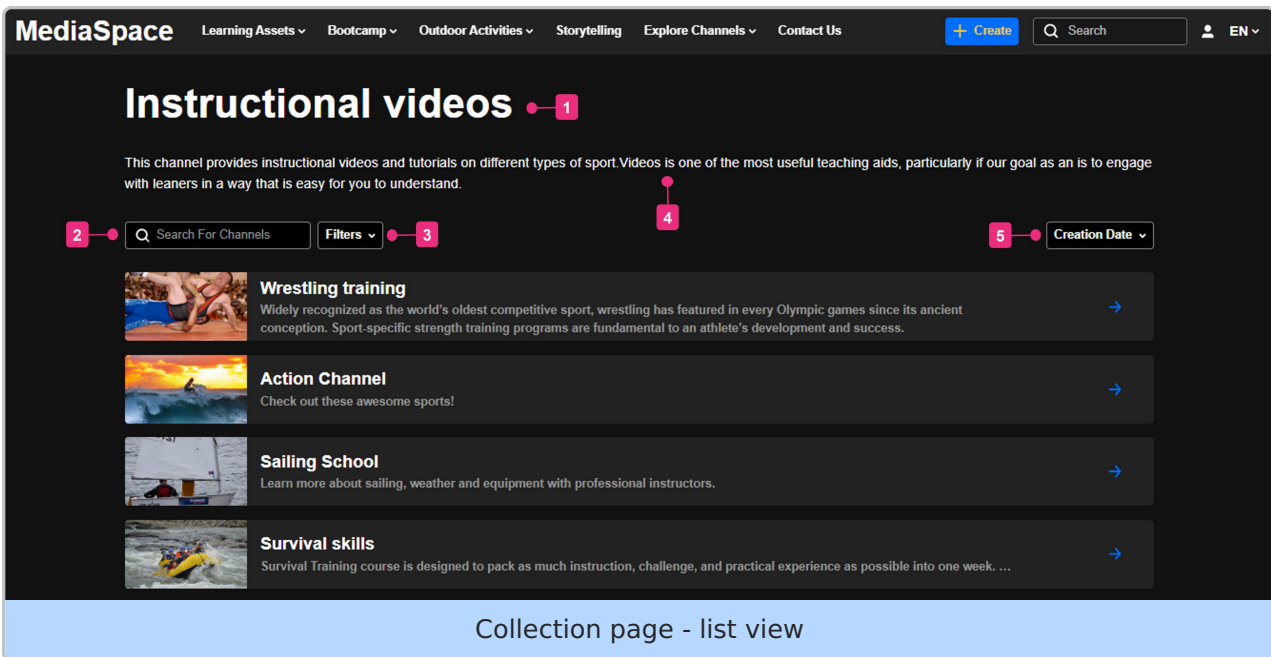 MediaSpace Learning Assets Bootcamp Outdoor Activities Storytelling Explore Channels Contact Us + Create Search EN
Instructional videos 1
This channel provides instructional videos and tutorials on different types of sport.Videos is one of the most useful teaching aids, particularly if our goal as an is to engage
with leaners in a way that is easy for you to understand.
4
2 Search For Channels Filters 3 5 Creation Date
Wrestling training
Widely recognized as the world's oldest competitive sport, wrestling has featured in every Olympic games since its ancient
conception. Sport-specific strength training programs are fundamental to an athlete's development and success.
Action Channel
Check out these awesome sports!
Sailing School
Learn more about sailing, weather and equipment with professional instructors.
Survival skills
Survival Training course is designed to pack as much instruction, challenge, and practical experience as possible into one week. ...
Collection page - list view